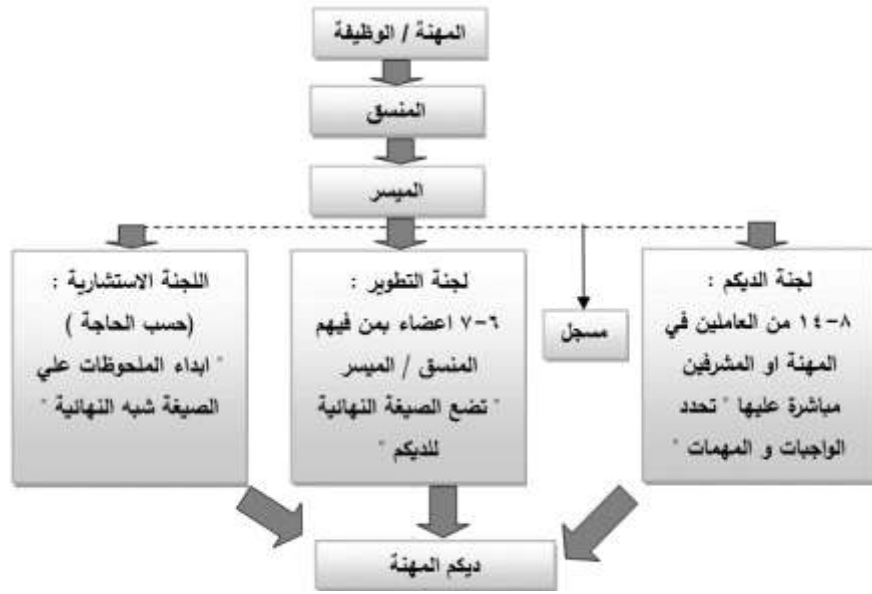 المهنة / الوظيفة
المنسق
الميسر
لجنة الديكم :
٨-١٤ من العاملين في
المهنة او المشرفين
مباشرة عليها " تحدد
الواجبات و المهمات "
مسجل
لجنة التطوير :
٦-٧ اعضاء بمن فيهم
المنسق / الميسر
" تضع الصيغة النهائية
للديكم "
اللجنة الاستشارية :
(حسب الحاجة )
" ابداء الملحوظات علي
الصيغة شبه النهائية "
ديكم المهنة